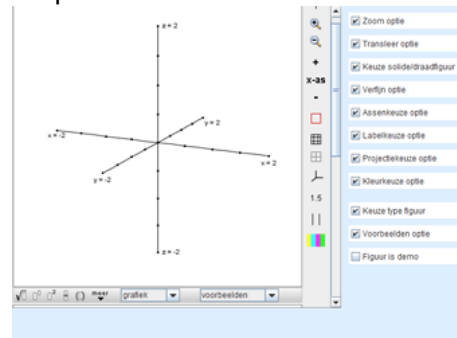 z = 2
y = 2
x = -2
x = 2
y = -2
z = -2
+
x-as
-
1.5
meer
grafiek
voorbeelden
Zoom optie
Transleer optie
Keuze solide/draadfiguur
Verfijn optie
Assenkeuze optie
Labelkeuze optie
Projectiekeuze optie
Kleurkeuze optie
Keuze type figuur
Voorbeelden optie
Figuur is demo